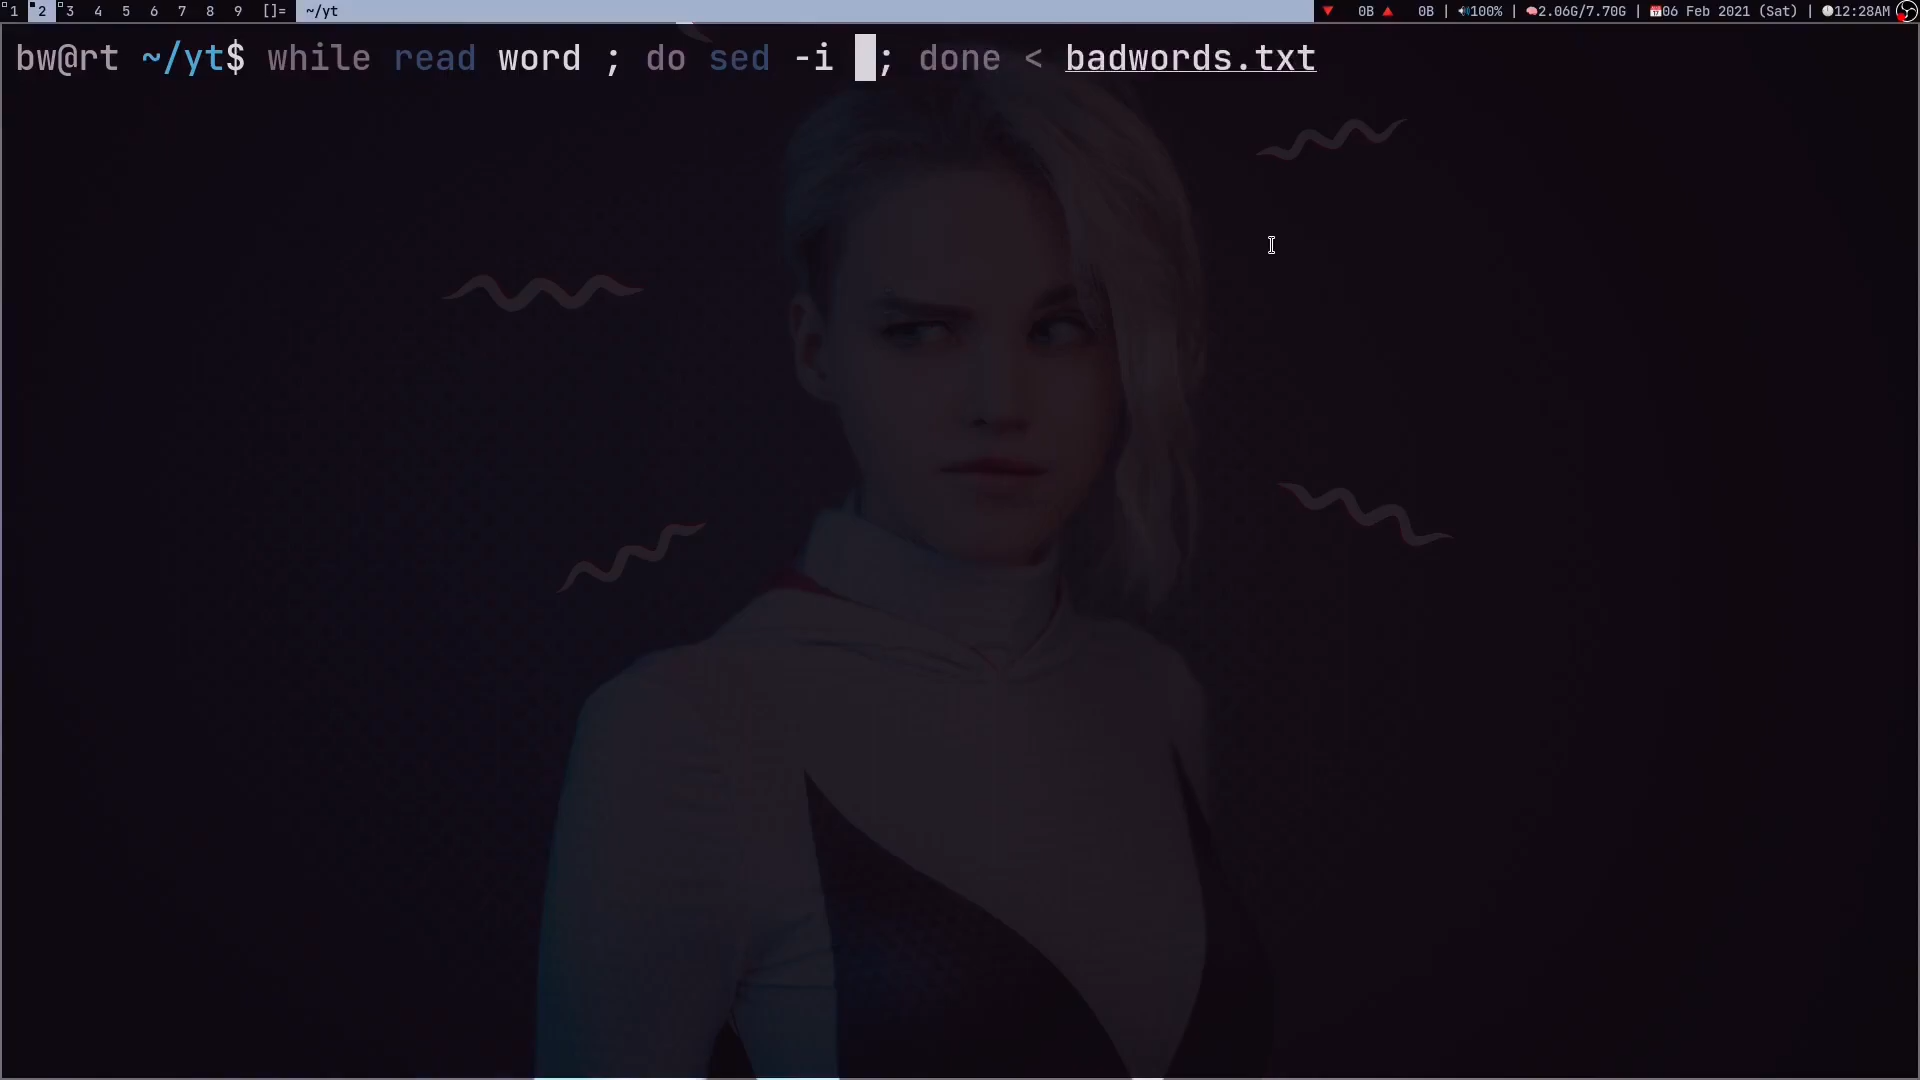 1 2 3 4 5 6 7 8 9 []= ~/yt 0B 0B | 100% | 2.06G/7.70G | 06 Feb 2021 (Sat) | 12:28AM
bw@rt ~/yt$ while read word ; do sed -i ; done < badwords.txt